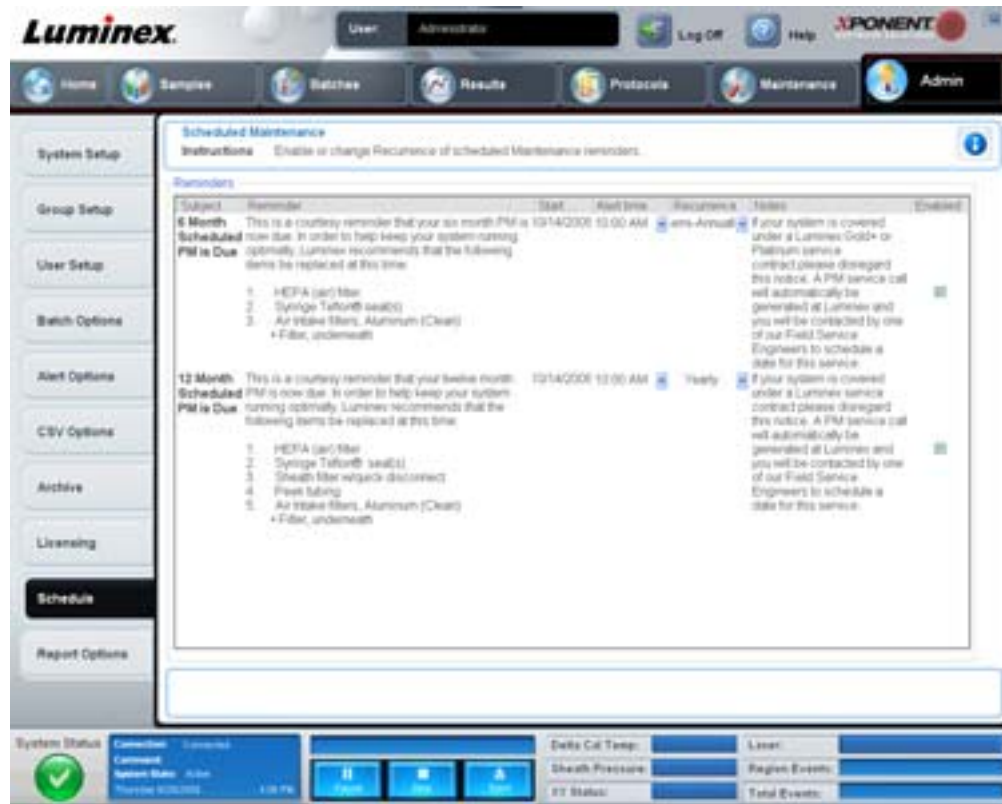 Luminex.
User: Administrator
Log Off
Help
XPONENT
Home
Samples
Batches
Results
Protocols
Maintenance
Admin
System Setup
Group Setup
User Setup
Batch Options
Alert Options
CSV Options
Archive
Licensing
Schedule
Report Options
Scheduled Maintenance
Instructions Enable or change Recurrence of scheduled Maintenance reminders.
Reminders
Subject Reminder Start Alert time Recurrence Notes Enabled
6 Month
Scheduled
PM is Due
This is a courtesy reminder that your six month PM is
now due. In order to help keep your system running
optimally, Luminex recommends that the following
items be replaced at this time:
1. HEPA (air) filter
2. Syringe Teflon® seal(s)
3. Air Intake filters, Aluminum (Clean)
• Filter, underneath
10:00 AM
emi-Annual
If your system is covered
under a Luminex Gold+ or
Platinum service
contract please disregard
this notice. A PM service call
will automatically be
generated at Luminex and
you will be contacted by one
of our Field Service
Engineers to schedule a
date for this service.
12 Month
Scheduled
PM is Due
This is a courtesy reminder that your twelve month
PM is now due. In order to help keep your system
running optimally, Luminex recommends that the
following items be replaced at this time:
1. HEPA (air) filter
2. Syringe Teflon® seal(s)
3. Sheath filter w/quick disconnect
4. Peek tubing
5. Air Intake filters, Aluminum (Clean)
• Filter, underneath
10:00 AM
Yearly
If your system is covered
under a Luminex service
contract please disregard
this notice. A PM service call
will automatically be
generated at Luminex and
you will be contacted by one
of our Field Service
Engineers to schedule a
date for this service.
System Status
Connection: Connected
Command:
System State: Active
Thursday
Delta Cal Temp:
Sheath Pressure:
XY Status:
Laser:
Region Events:
Total Events: